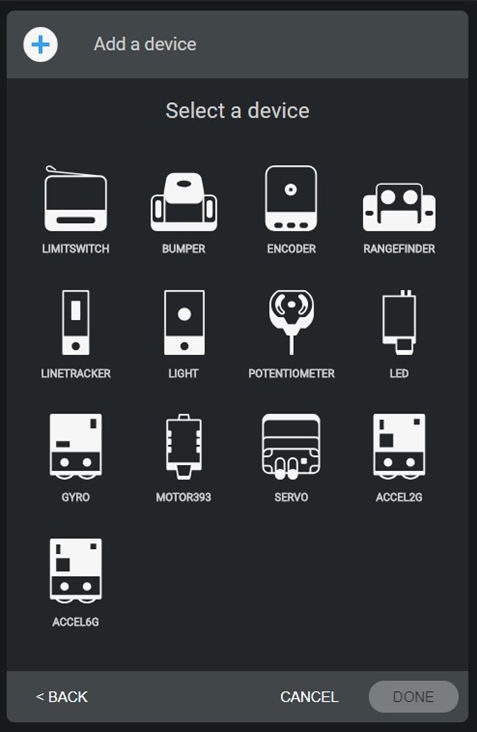 Add a device
Select a device
LIMITSWITCH BUMPER ENCODER RANGEFINDER
LINETRACKER LIGHT POTENTIOMETER LED
GYRO MOTOR393 SERVO ACCEL2G
ACCEL6G
< BACK CANCEL DONE